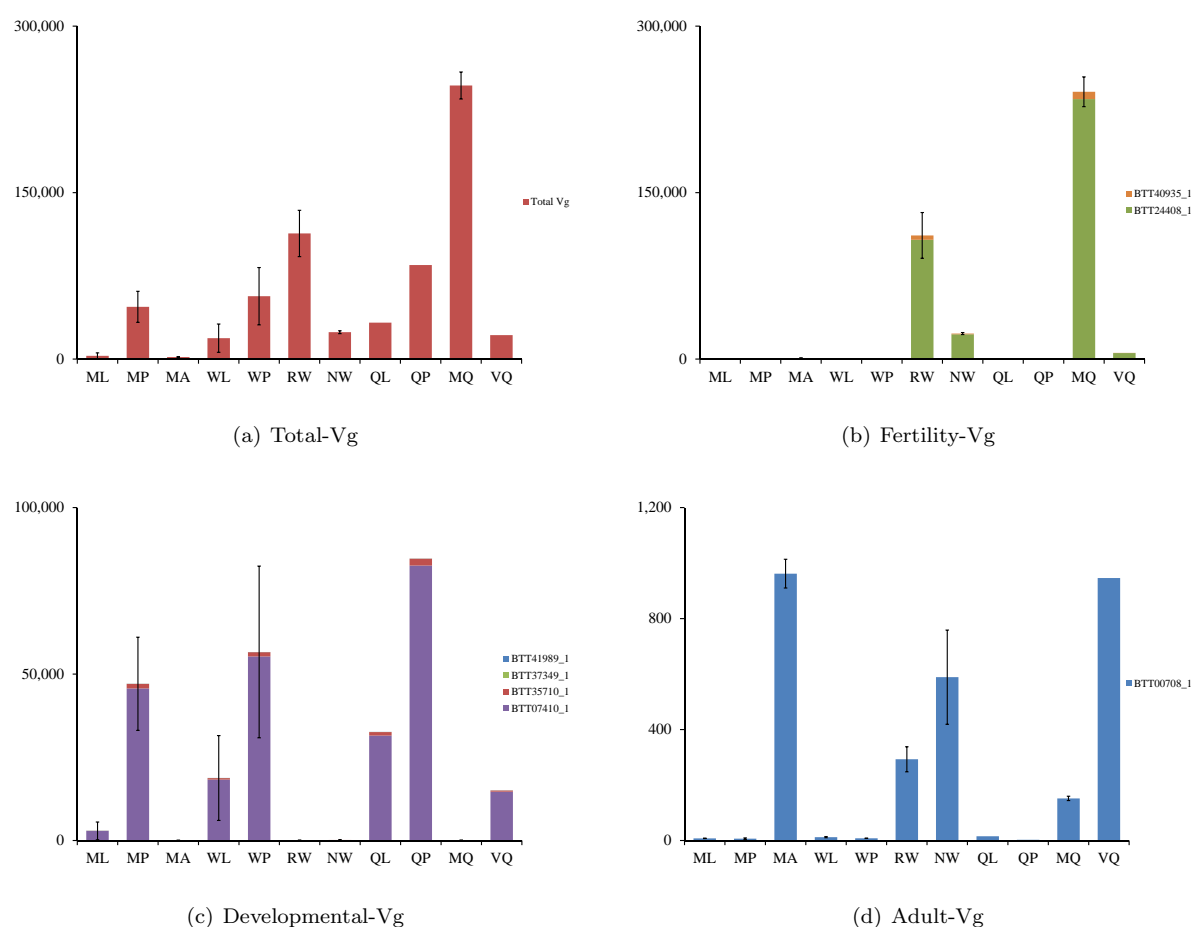 300,000
150,000
0
ML MP MA WL WP RW NW QL QP MQ VQ
Total Vg
(a) Total-Vg
300,000
150,000
0
ML MP MA WL WP RW NW QL QP MQ VQ
BTT40935_1
BTT24408_1
(b) Fertility-Vg
100,000
50,000
0
ML MP MA WL WP RW NW QL QP MQ VQ
BTT41989_1
BTT37349_1
BTT35710_1
BTT07410_1
(c) Developmental-Vg
1,200
800
400
0
ML MP MA WL WP RW NW QL QP MQ VQ
BTT00708_1
(d) Adult-Vg